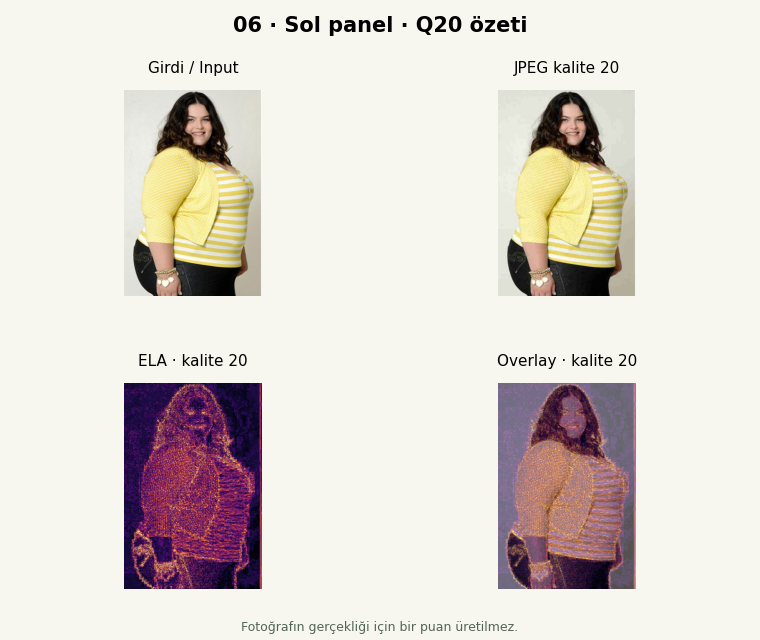 06 · Sol panel · Q20 özeti
Girdi / Input
JPEG kalite 20
ELA · kalite 20
Overlay · kalite 20
Fotoğrafın gerçekliği için bir puan üretilmez.